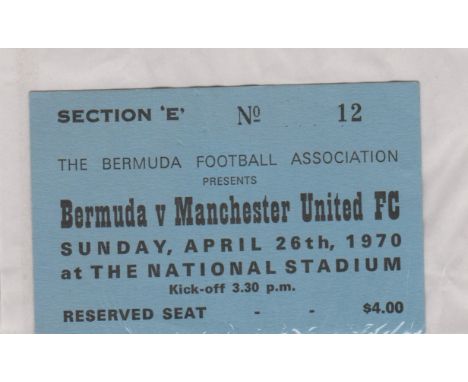 SECTION 'E' Nº 12
THE BERMUDA FOOTBALL ASSOCIATION
PRESENTS
Bermuda v Manchester United FC
SUNDAY, APRIL 26th, 1970
at THE NATIONAL STADIUM
Kick-off 3.30 p.m.
RESERVED SEAT - - $4.00